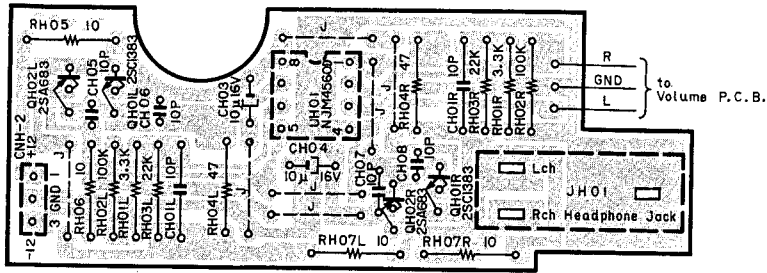 RH05 10
QH02L
2SA683
CH05
10P
QH01L
2SC1383
CH06
10P
CH03
10μ16V
J
8
5
4
UH01
NJM4560D
J
J
RH04R 47
CH01R
10P
RH03R
22K
RH01R
3.3K
RH02R
100K
R
GND
L
to
Volume P.C.B.
CNH-2
+12
3 GND
-12
J
RH06
10
RH02L
100K
RH01L
3.3K
RH03L
22K
CH01L
10P
RH04L
47
J
CH04
10μ 16V
J
J
CH07
10P
QH02R
2SA683
CH08
10P
QH01R
2SC1383
Lch
JH01
Rch Headphone Jack
RH07L 10
RH07R 10